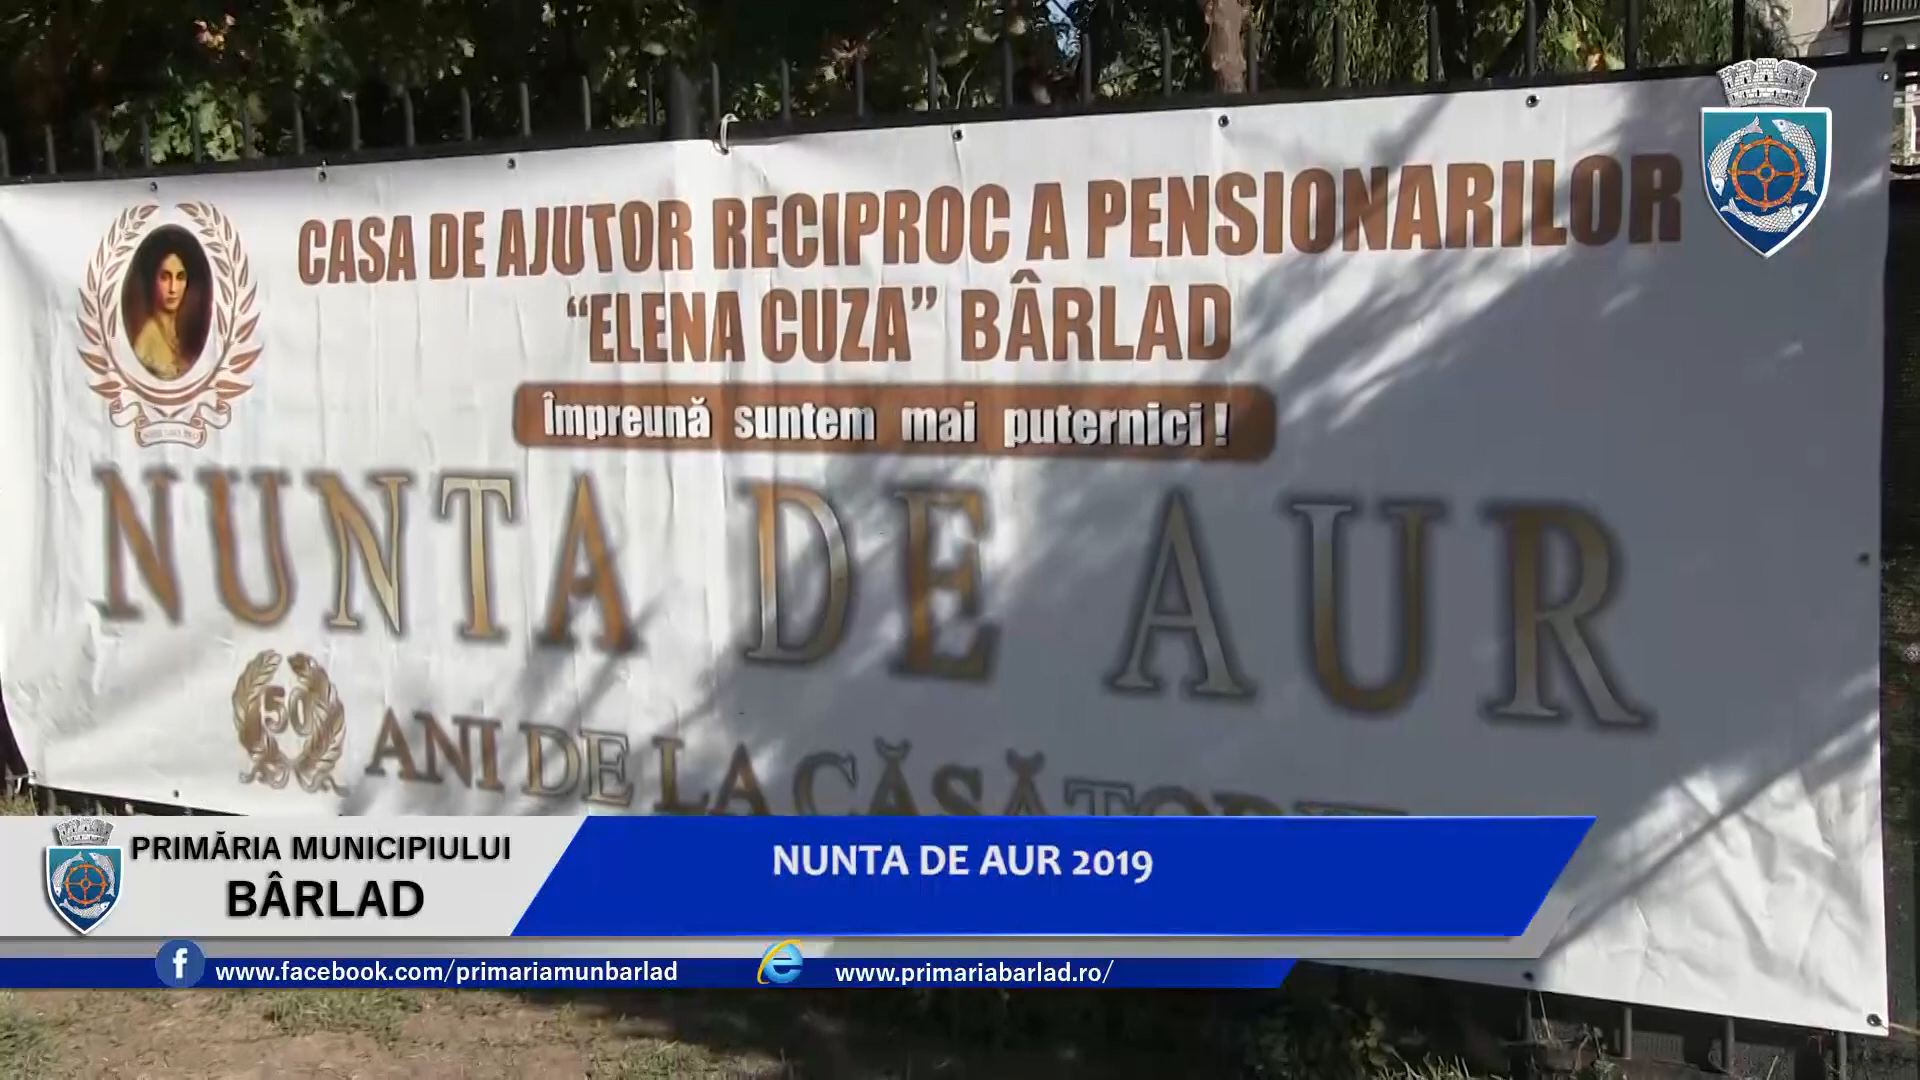 CASA DE AJUTOR RECIPROC A PENSIONARILOR
“ELENA CUZA” BÂRLAD
Împreună suntem mai puternici !
NUNTA DE AUR
50
ANI DE LA
PRIMĂRIA MUNICIPIULUI
BÂRLAD
NUNTA DE AUR 2019
www.facebook.com/primariamunbarlad
www.primariabarlad.ro/